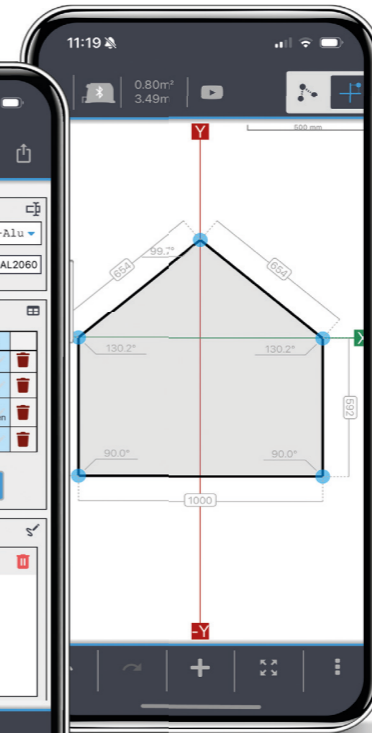 11:19
0.80m²
3.49m
500 mm
Y
-Alu
AL2060
99.7°
654
654
X
130.2°
130.2°
592
90.0°
90.0°
1000
-Y